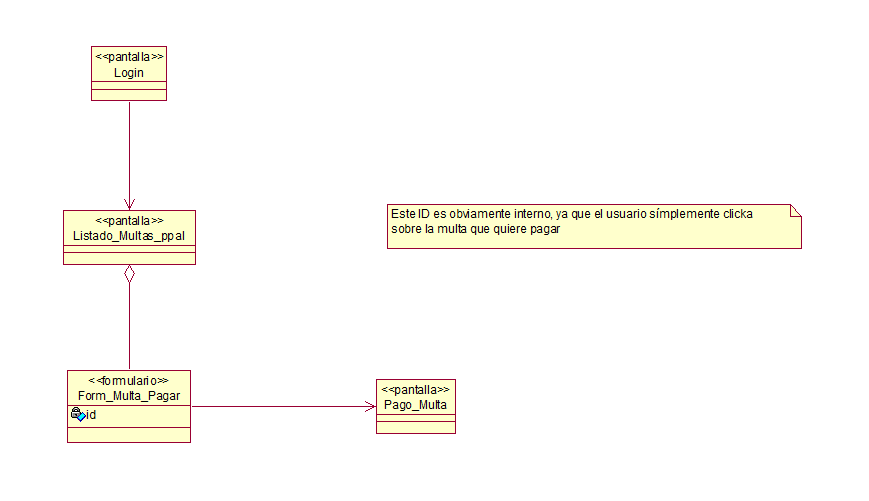 <<pantalla>>
Login
<<pantalla>>
Listado_Multas_ppal
Este ID es obviamente interno, ya que el usuario símplemente clicka
sobre la multa que quiere pagar
<<formulario>>
Form_Multa_Pagar
id
<<pantalla>>
Pago_Multa